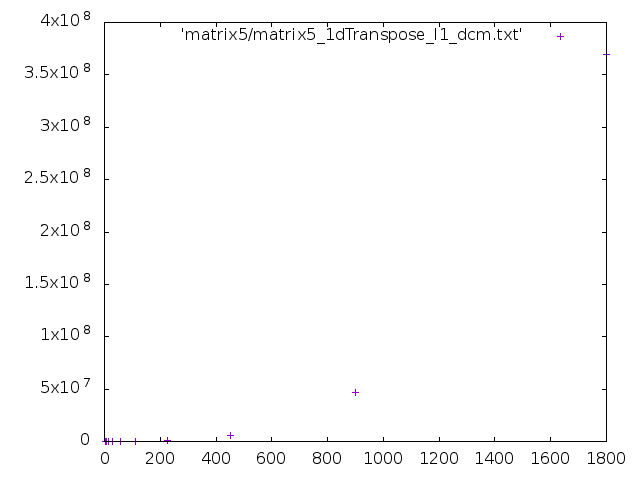 4x10^8
'matrix5/matrix5_1dTranspose_l1_dcm.txt'
3.5x10^8
3x10^8
2.5x10^8
2x10^8
1.5x10^8
1x10^8
5x10^7
0
0 200 400 600 800 1000 1200 1400 1600 1800